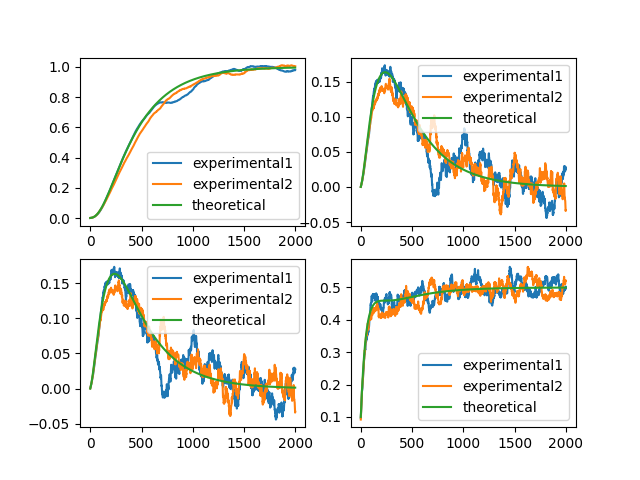 1.0
0.8
0.6
0.4
0.2
0.0
0 500 1000 1500 2000
experimental1
experimental2
theoretical
0.15
0.10
0.05
0.00
−0.05
0 500 1000 1500 2000
experimental1
experimental2
theoretical
0.15
0.10
0.05
0.00
−0.05
0 500 1000 1500 2000
experimental1
experimental2
theoretical
0.5
0.4
0.3
0.2
0.1
0 500 1000 1500 2000
experimental1
experimental2
theoretical